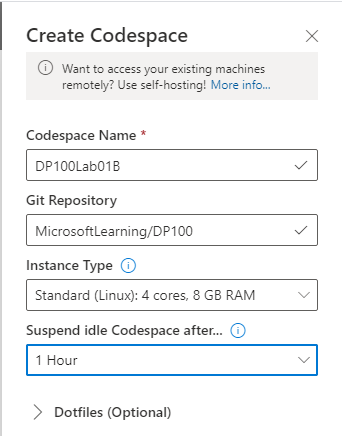 Create Codespace
Want to access your existing machines
remotely? Use self-hosting! More info...
Codespace Name *
DP100Lab01B
Git Repository
MicrosoftLearning/DP100
Instance Type
Standard (Linux): 4 cores, 8 GB RAM
Suspend idle Codespace after...
1 Hour
Dotfiles (Optional)